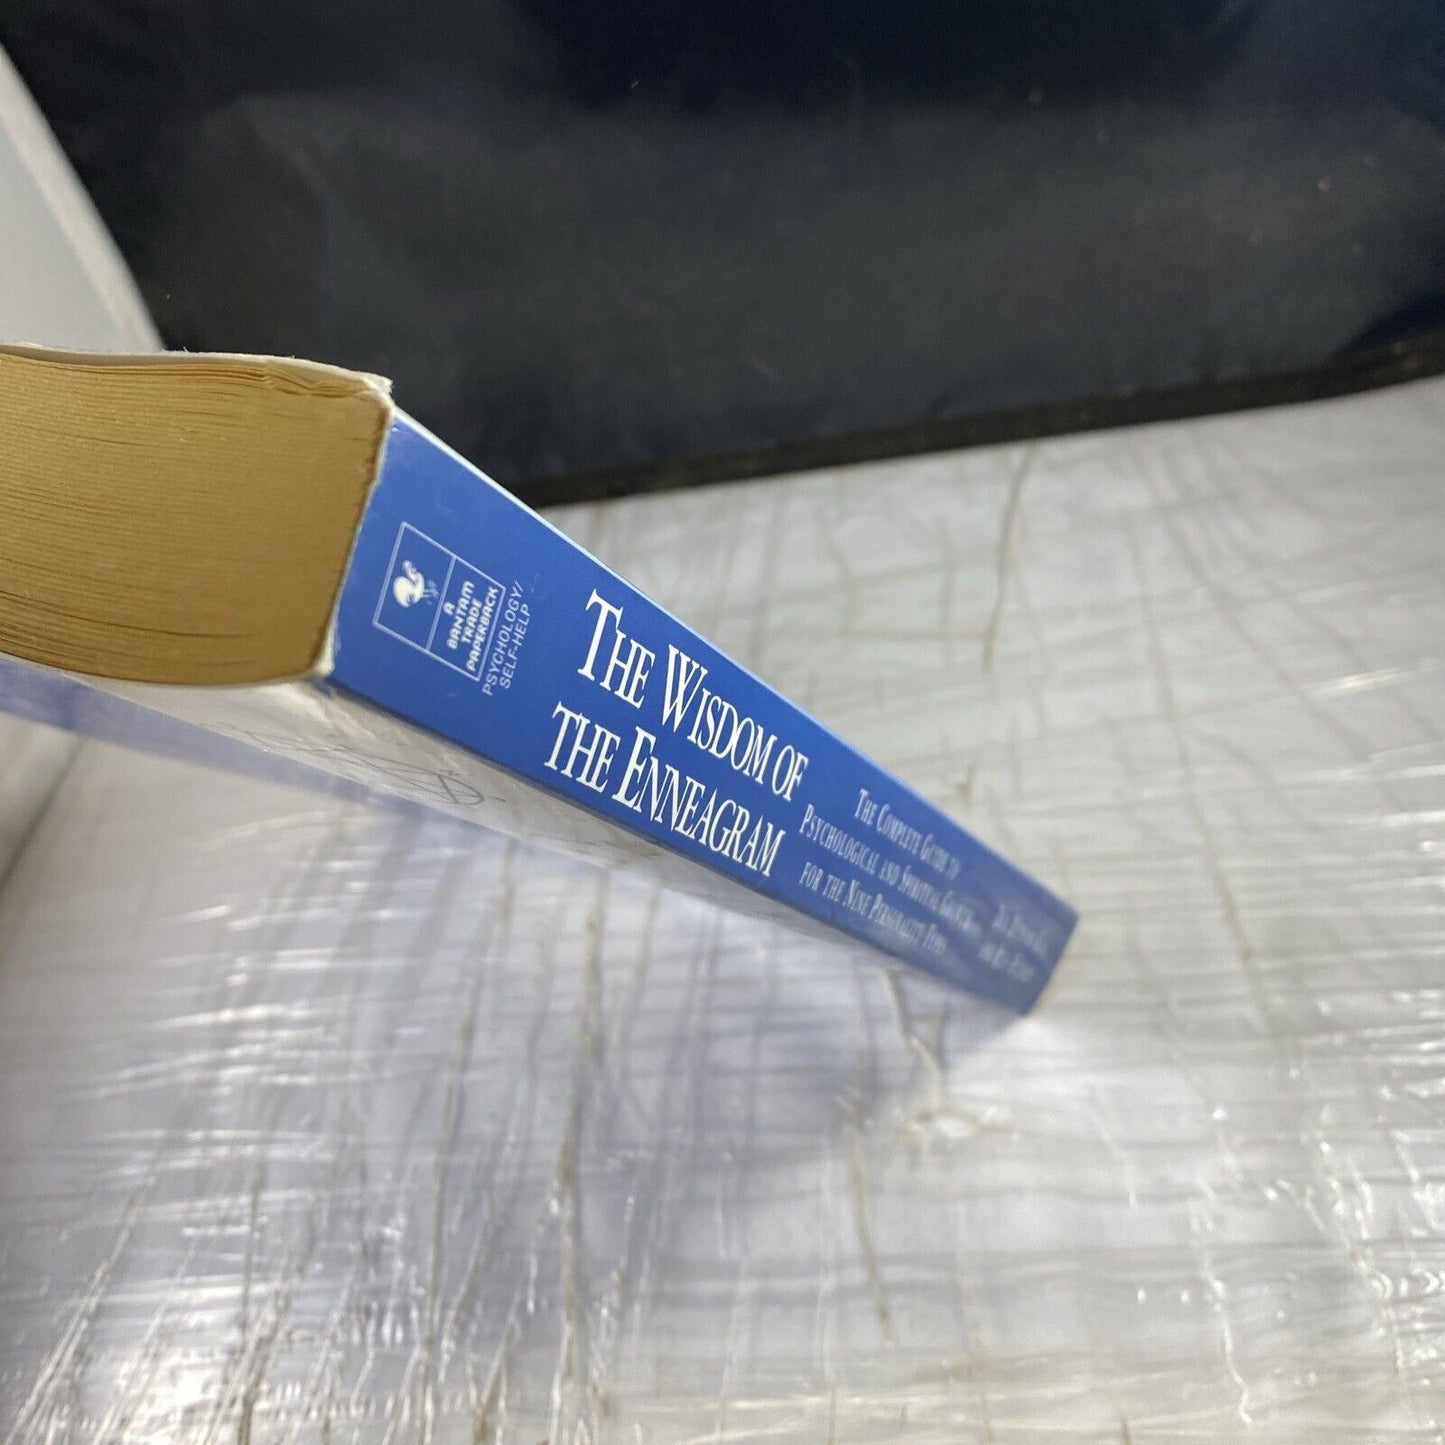 A
BANTAM
TRADE
PAPERBACK
PSYCHOLOGY/
SELF-HELP
THE WISDOM OF
THE ENNEAGRAM
THE COMPLETE GUIDE TO
PSYCHOLOGICAL AND SPIRITUAL GROWTH
FOR THE NINE PERSONALITY TYPES